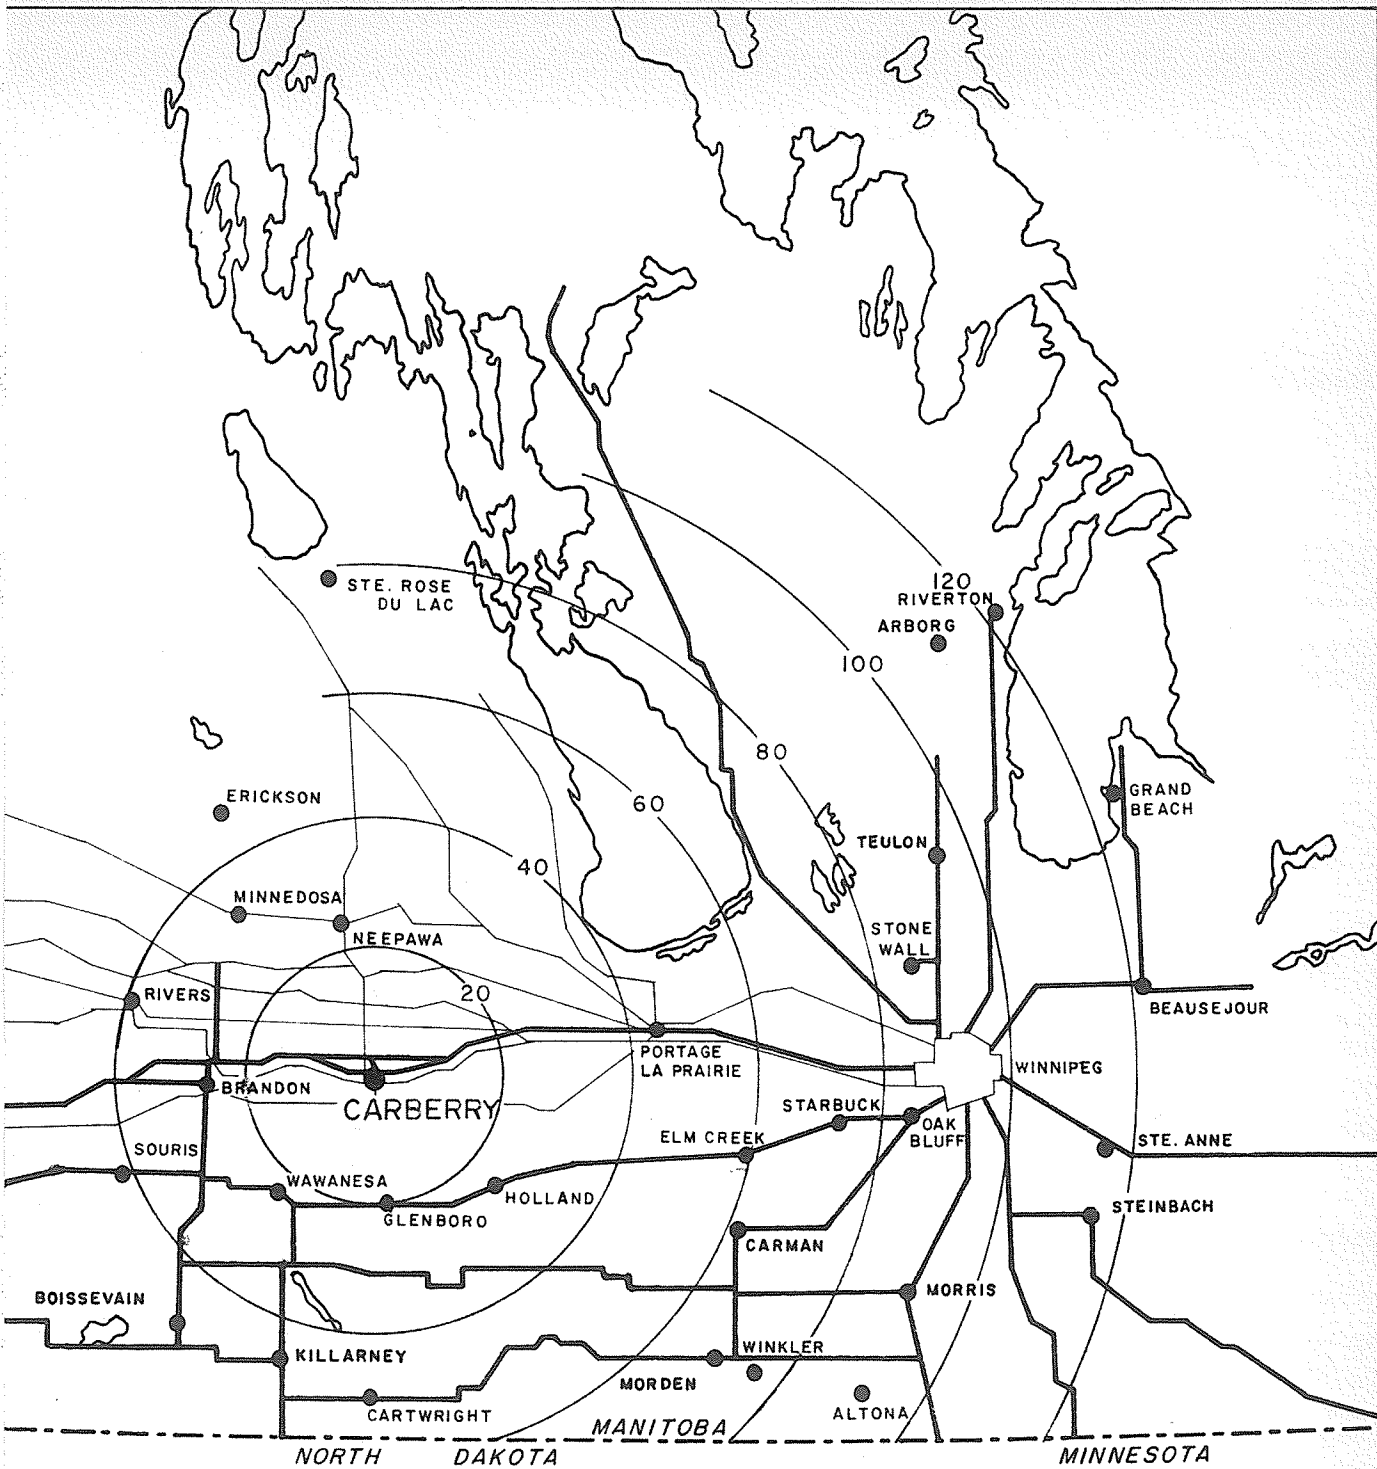 STE. ROSE
DU LAC
120
RIVERTON
ARBORG
100
80
60
40
20
ERICKSON
GRAND
BEACH
TEULON
MINNEDOSA
NEEPAWA
STONE
WALL
RIVERS
BEAUSEJOUR
PORTAGE
LA PRAIRIE
WINNIPEG
BRANDON
CARBERRY
STARBUCK
OAK
BLUFF
ELM CREEK
STE. ANNE
SOURIS
WAWANESA
HOLLAND
GLENBORO
STEINBACH
CARMAN
BOISSEVAIN
MORRIS
KILLARNEY
WINKLER
MORDEN
CARTWRIGHT
ALTONA
MANITOBA
NORTH DAKOTA
MINNESOTA